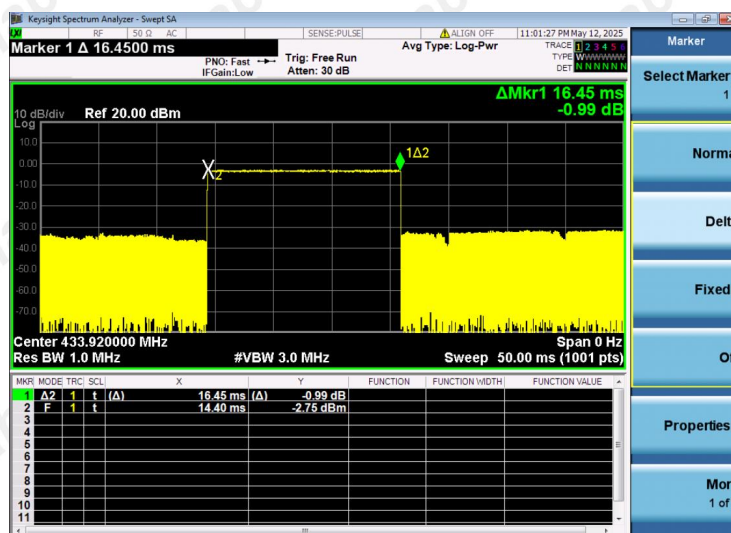 Keysight Spectrum Analyzer - Swept SA
RF 50 Ω AC SENSE:PULSE ALIGN OFF 11:01:27 PM May 12, 2025
Marker 1 Δ 16.4500 ms
PNO: Fast Trig: Free Run Avg Type: Log-Pwr TRACE 1 2 3 4 5 6
IFGain:Low Atten: 30 dB TYPE W
DET N N N N N N
ΔMkr1 16.45 ms
10 dB/div Ref 20.00 dBm -0.99 dB
Log
10.0
0.00
-10.0
-20.0
-30.0
-40.0
-50.0
-60.0
-70.0
1Δ2
2
Center 433.920000 MHz Span 0 Hz
Res BW 1.0 MHz #VBW 3.0 MHz Sweep 50.00 ms (1001 pts)
MKR MODE TRC SCL X Y FUNCTION FUNCTION WIDTH FUNCTION VALUE
1 Δ2 1 t (Δ) 16.45 ms (Δ) -0.99 dB
2 F 1 t 14.40 ms -2.75 dBm
3
4
5
6
7
8
9
10
11
Marker
Select Marker
1
Norma
Delt
Fixed
Of
Properties
Mor
1 of